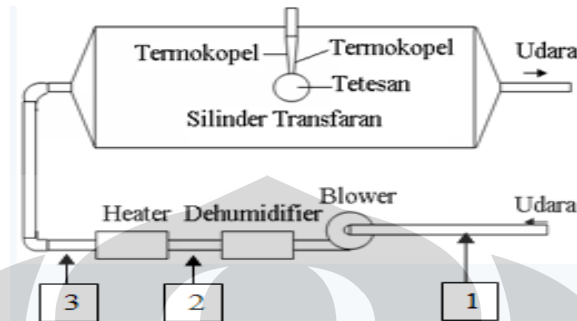 Termokopel
Termokopel
Udara
Tetesan
Silinder Transfaran
Blower
Heater
Dehumidifier
Udara
3
2
1